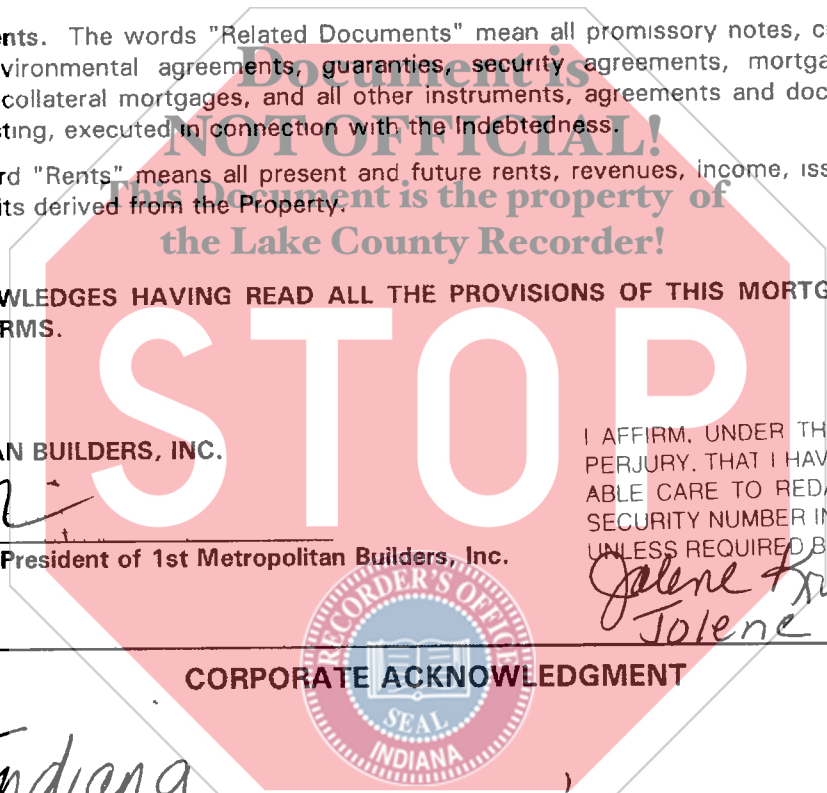 ents. The words "Related Documents" mean all promissory notes, c
vironmental agreements, guaranties, security agreements, mortga
collateral mortgages, and all other instruments, agreements and doc
sting, executed in connection with the Indebtedness.
rd "Rents" means all present and future rents, revenues, income, iss
its derived from the Property.
Document is
NOT OFFICIAL!
This Document is the property of
the Lake County Recorder!
WLEDGES HAVING READ ALL THE PROVISIONS OF THIS MORTG
RMS.
STOP
AN BUILDERS, INC.
President of 1st Metropolitan Builders, Inc.
I AFFIRM, UNDER TH
PERJURY, THAT I HAV
ABLE CARE TO REDA
SECURITY NUMBER IN
UNLESS REQUIRED B
Jolene
RECORDER'S OFFICE
SEAL
INDIANA
CORPORATE ACKNOWLEDGMENT
Indiana
)